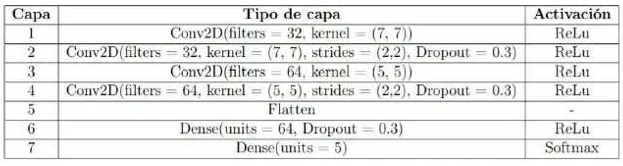 Capa Tipo de capa Activación
1 Conv2D(filters = 32, kernel = (7, 7)) ReLu
2 Conv2D(filters = 32, kernel = (7, 7), strides = (2,2), Dropout = 0.3) ReLu
3 Conv2D(filters = 64, kernel = (5, 5)) ReLu
4 Conv2D(filters = 64, kernel = (5, 5), strides = (2,2), Dropout = 0.3) ReLu
5 Flatten -
6 Dense(units = 64, Dropout = 0.3) ReLu
7 Dense(units = 5) Softmax